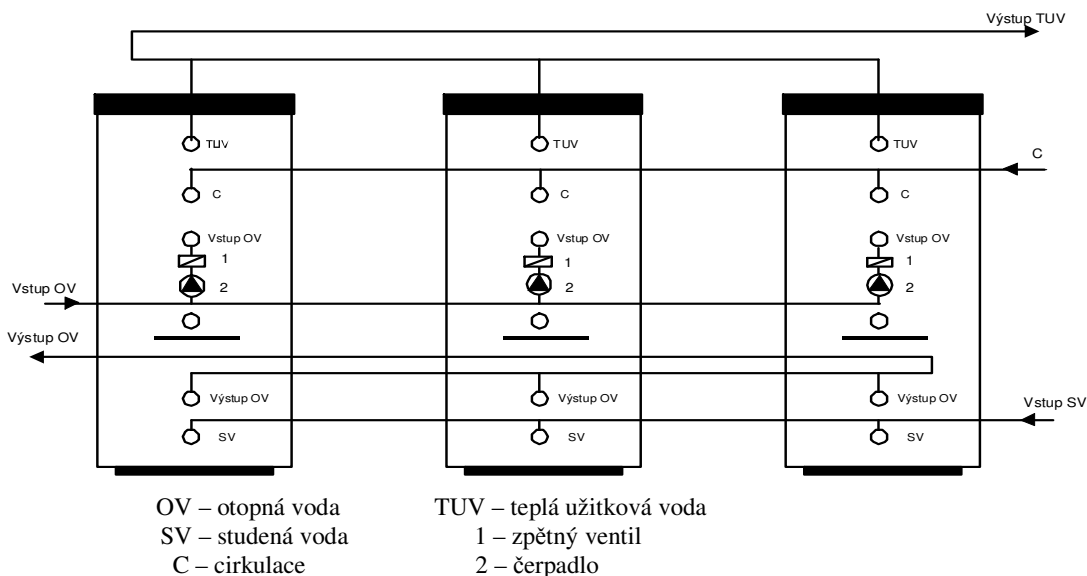 Výstup TUV
TUV TUV TUV
C
C C C
Vstup OV Vstup OV Vstup OV
1 1 1
2 2 2
Vstup OV
Výstup OV
Výstup OV Výstup OV Výstup OV
Vstup SV
SV SV SV
OV – otopná voda TUV – teplá užitková voda
SV – studená voda 1 – zpětný ventil
C – cirkulace 2 – čerpadlo